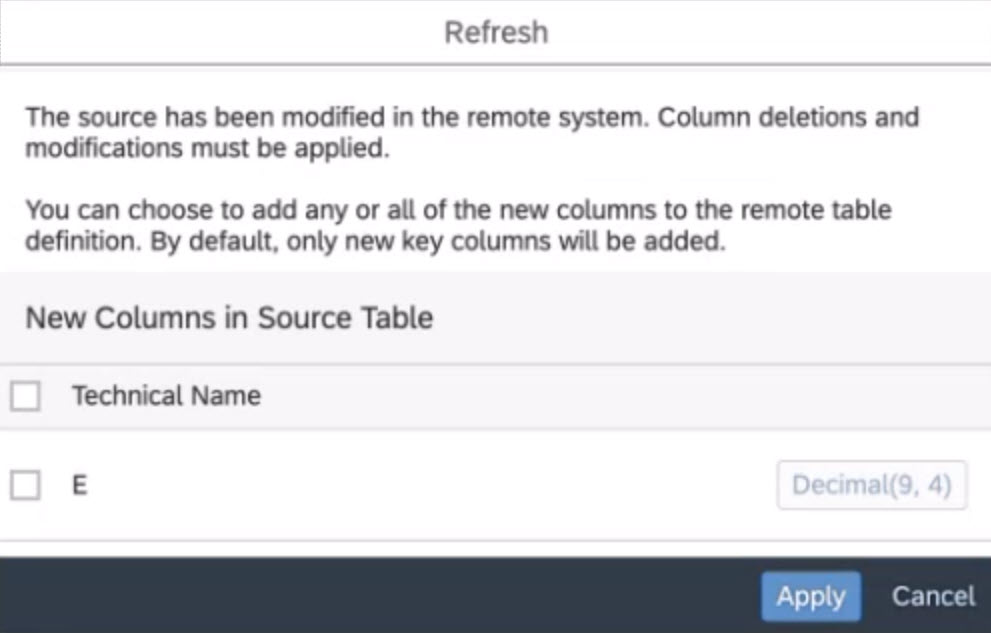 Refresh
The source has been modified in the remote system. Column deletions and
modifications must be applied.
You can choose to add any or all of the new columns to the remote table
definition. By default, only new key columns will be added.
New Columns in Source Table
Technical Name
E Decimal(9, 4)
Apply Cancel